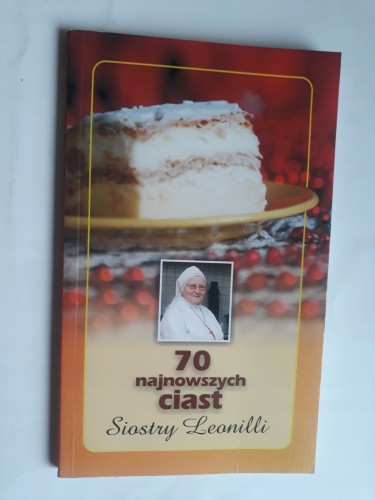 70
najnowszych
ciast
Siostry Leonilli